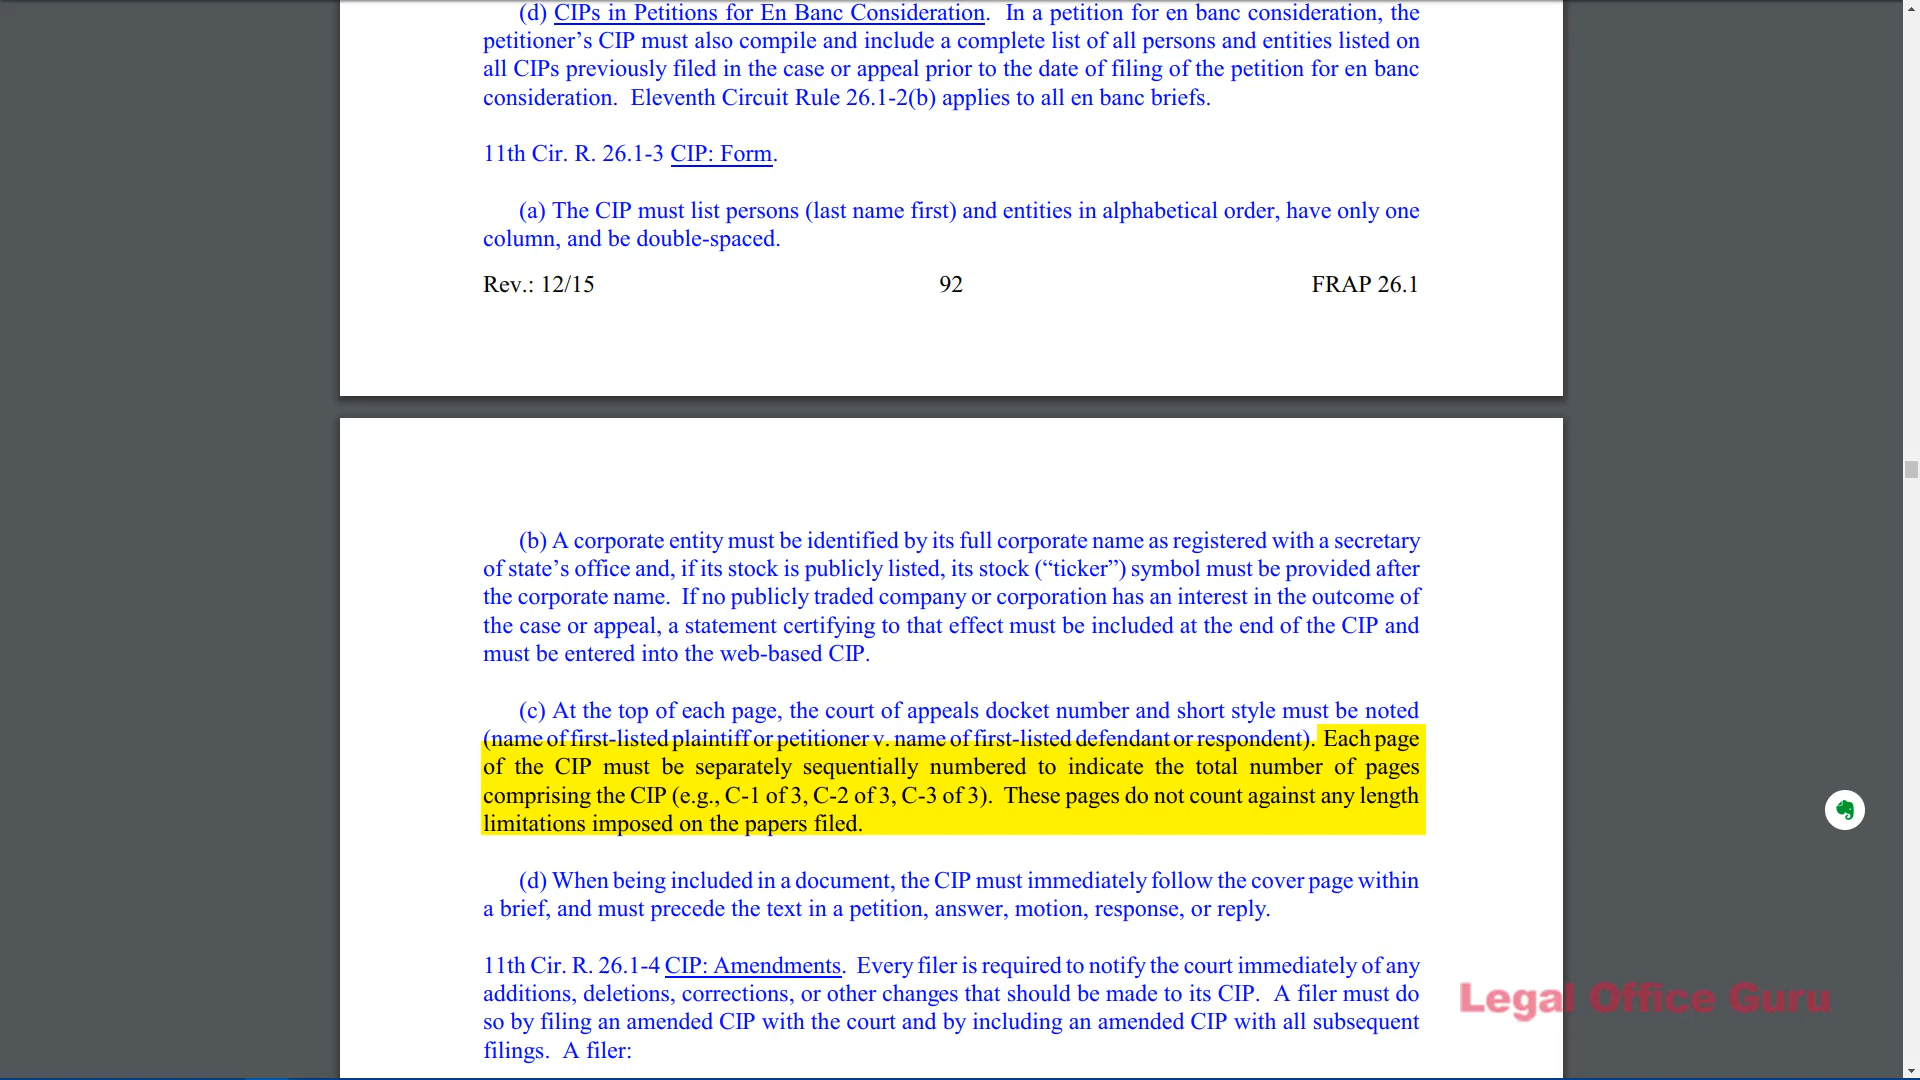 (d) CIPs in Petitions for En Banc Consideration.  In a petition for en banc consideration, the
petitioner’s CIP must also compile and include a complete list of all persons and entities listed on
all CIPs previously filed in the case or appeal prior to the date of filing of the petition for en banc
consideration.  Eleventh Circuit Rule 26.1-2(b) applies to all en banc briefs.
11th Cir. R. 26.1-3 CIP: Form.
(a) The CIP must list persons (last name first) and entities in alphabetical order, have only one
column, and be double-spaced.
Rev.: 12/15 92 FRAP 26.1
(b) A corporate entity must be identified by its full corporate name as registered with a secretary
of state’s office and, if its stock is publicly listed, its stock (“ticker”) symbol must be provided after
the corporate name.  If no publicly traded company or corporation has an interest in the outcome of
the case or appeal, a statement certifying to that effect must be included at the end of the CIP and
must be entered into the web-based CIP.
(c) At the top of each page, the court of appeals docket number and short style must be noted
(name of first-listed plaintiff or petitioner v. name of first-listed defendant or respondent).  Each page
of the CIP must be separately sequentially numbered to indicate the total number of pages
comprising the CIP (e.g., C-1 of 3, C-2 of 3, C-3 of 3).  These pages do not count against any length
limitations imposed on the papers filed.
(d) When being included in a document, the CIP must immediately follow the cover page within
a brief, and must precede the text in a petition, answer, motion, response, or reply.
11th Cir. R. 26.1-4 CIP: Amendments.  Every filer is required to notify the court immediately of any
additions, deletions, corrections, or other changes that should be made to its CIP.  A filer must do
so by filing an amended CIP with the court and by including an amended CIP with all subsequent
filings.  A filer:
Legal Office Guru